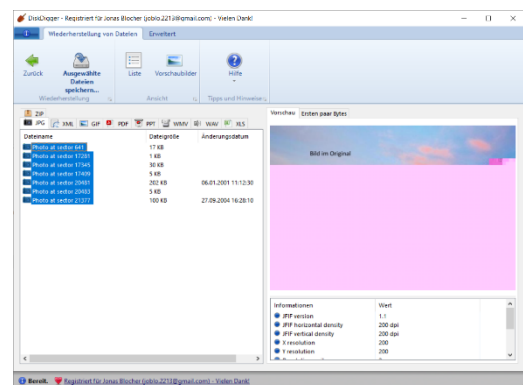 DiskDigger - Registriert für Jonas Blocher (joblo.2213@gmail.com) - Vielen Dank!
Wiederherstellung von Dateien Erweitert
Zurück Ausgewählte Dateien speichern... Liste Vorschaubilder Hilfe
Wiederherstellung Ansicht Tipps und Hinweise
ZIP
JPG XML GIF PDF PPT WMV WAV XLS
Dateiname Dateigröße Änderungsdatum
Photo at sector 641 17 KB
Photo at sector 17281 1 KB
Photo at sector 17345 30 KB
Photo at sector 17409 5 KB
Photo at sector 20481 202 KB 06.01.2001 11:12:30
Photo at sector 20483 5 KB
Photo at sector 21377 100 KB 27.09.2004 16:28:10
Vorschau Ersten paar Bytes
Bild im Original
Informationen Wert
JFIF version 1.1
JFIF horizontal density 200 dpi
JFIF vertical density 200 dpi
X resolution 200
Y resolution 200
Bereit. Registriert für Jonas Blocher (joblo.2213@gmail.com) - Vielen Dank!